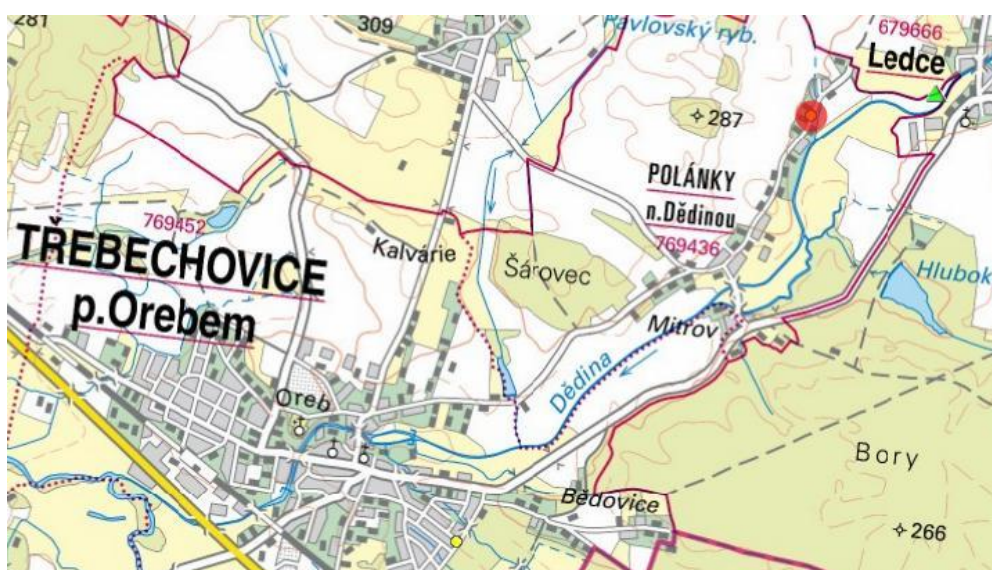 281
309
Pavlovský ryb.
679666
Ledce
287
POLÁNKY
n.Dědinou
769436
769452
TŘEBECHOVICE
p.Orebem
Kalvárie
Šárovec
Hlubok
Mitrov
Dědina
Oreb
Bory
Bědovice
266